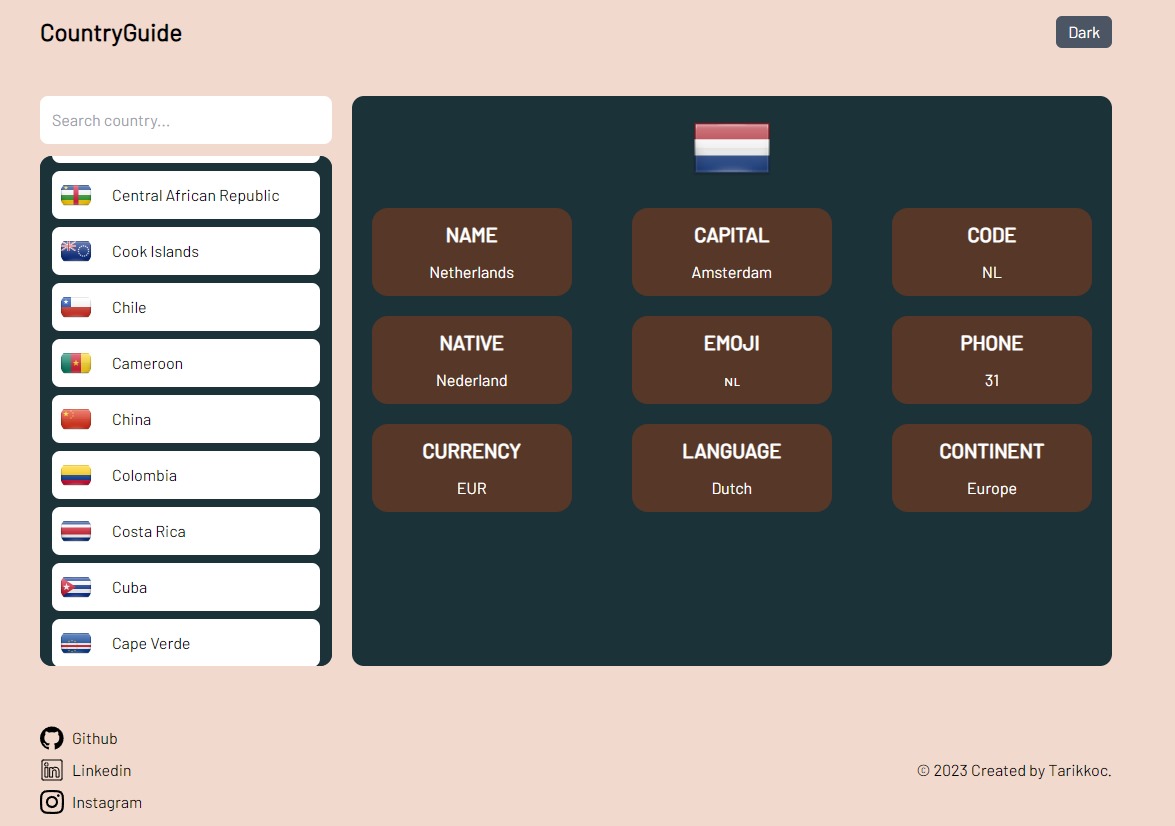 CountryGuide
Dark
Search country...
Central African Republic
Cook Islands
Chile
Cameroon
China
Colombia
Costa Rica
Cuba
Cape Verde
NAME
Netherlands
CAPITAL
Amsterdam
CODE
NL
NATIVE
Nederland
EMOJI
NL
PHONE
31
CURRENCY
EUR
LANGUAGE
Dutch
CONTINENT
Europe
Github
Linkedin
Instagram
© 2023 Created by Tarikkoc.